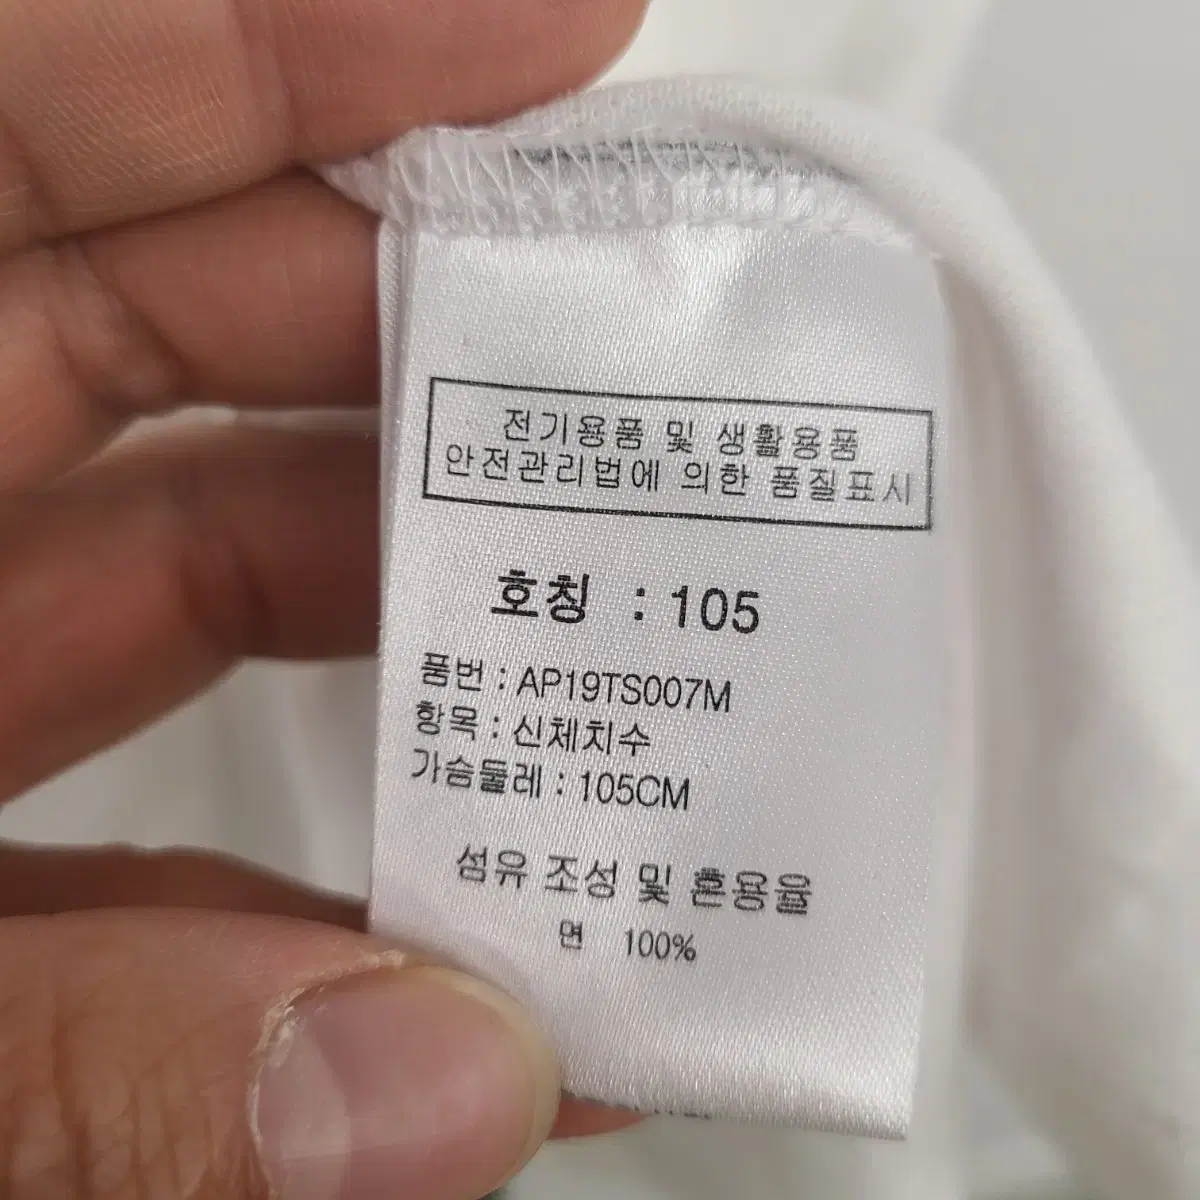 전기용품 및 생활용품
안전관리법에 의한 품질표시
호칭 : 105
품번 : AP19TS007M
항목 : 신체치수
가슴둘레 : 105CM
섬유 조성 및 혼용율
면 100%